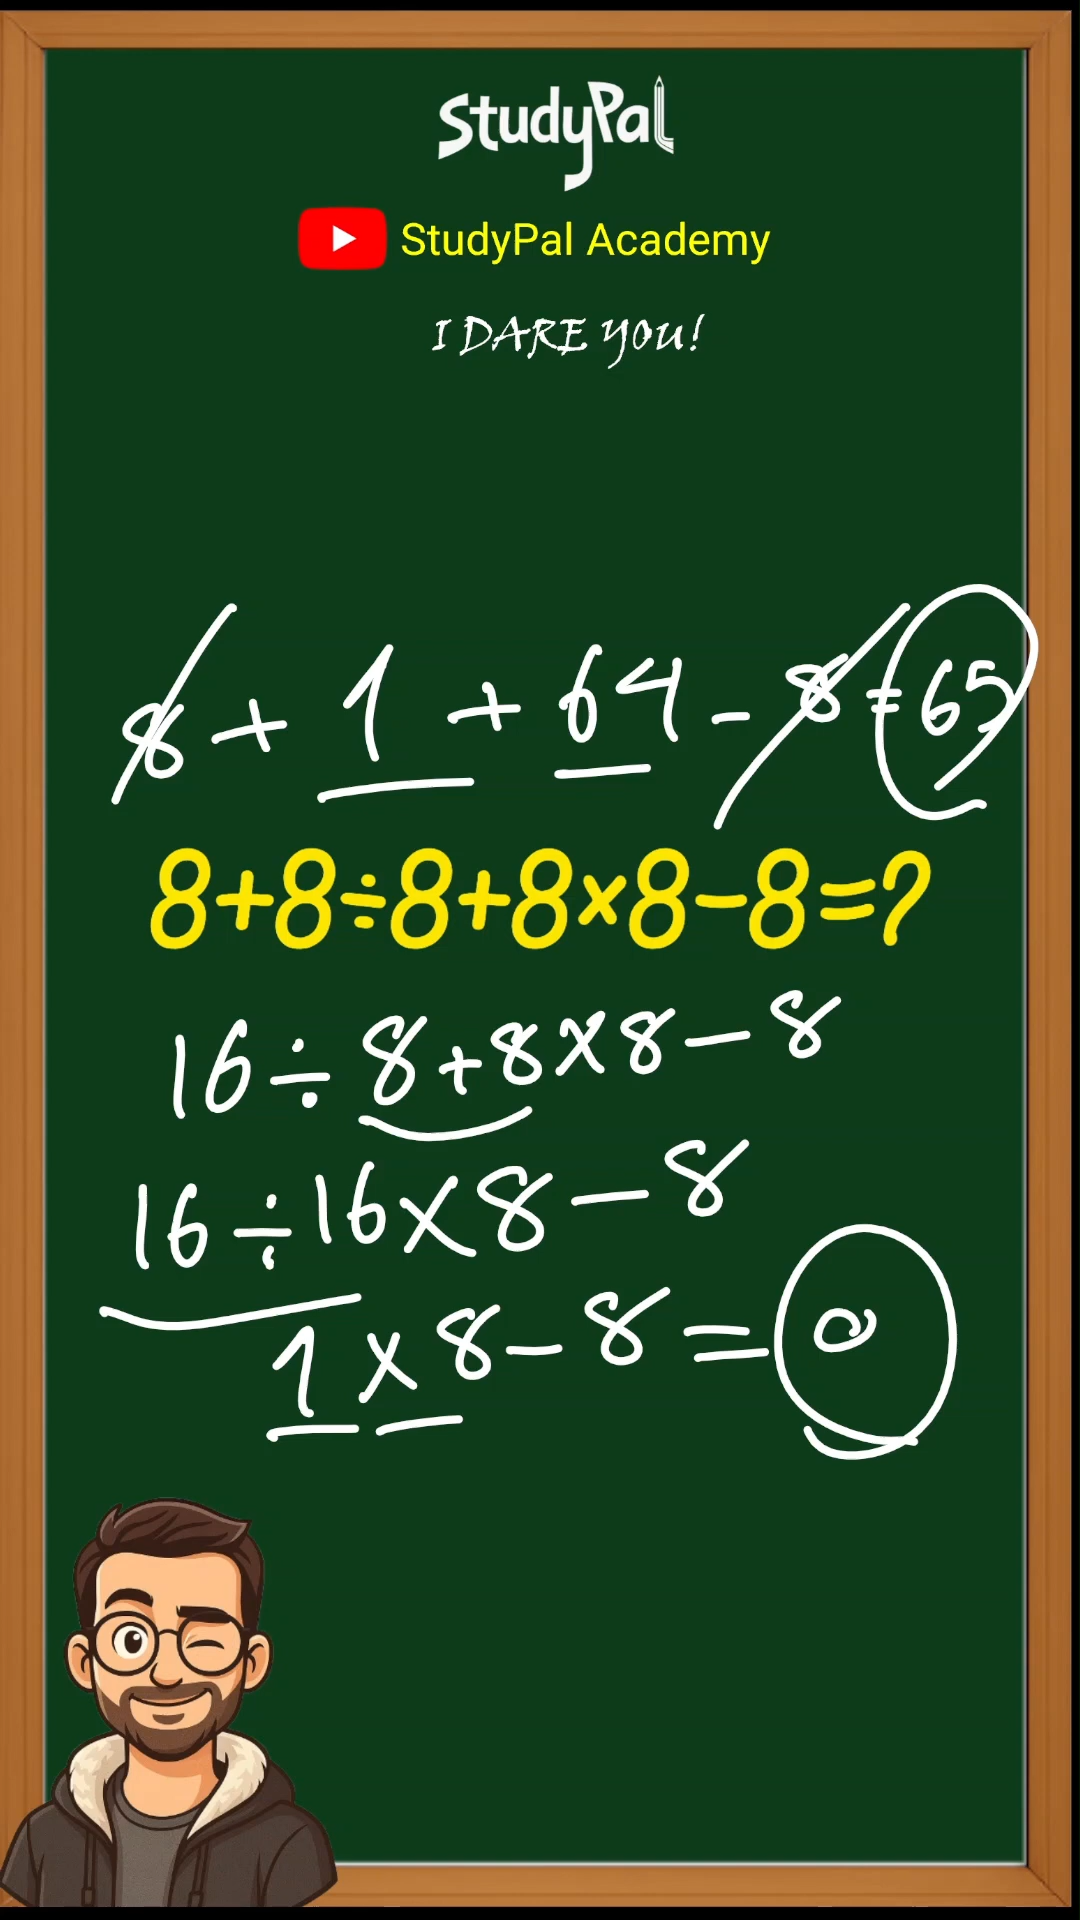 StudyPal
StudyPal Academy
I DARE YOU!
8 + 1 + 64 - 8 = 65
8+8÷8+8×8-8=?
16 ÷ 8 + 8 × 8 - 8
16 ÷ 16 × 8 - 8
1 × 8 - 8 = 0